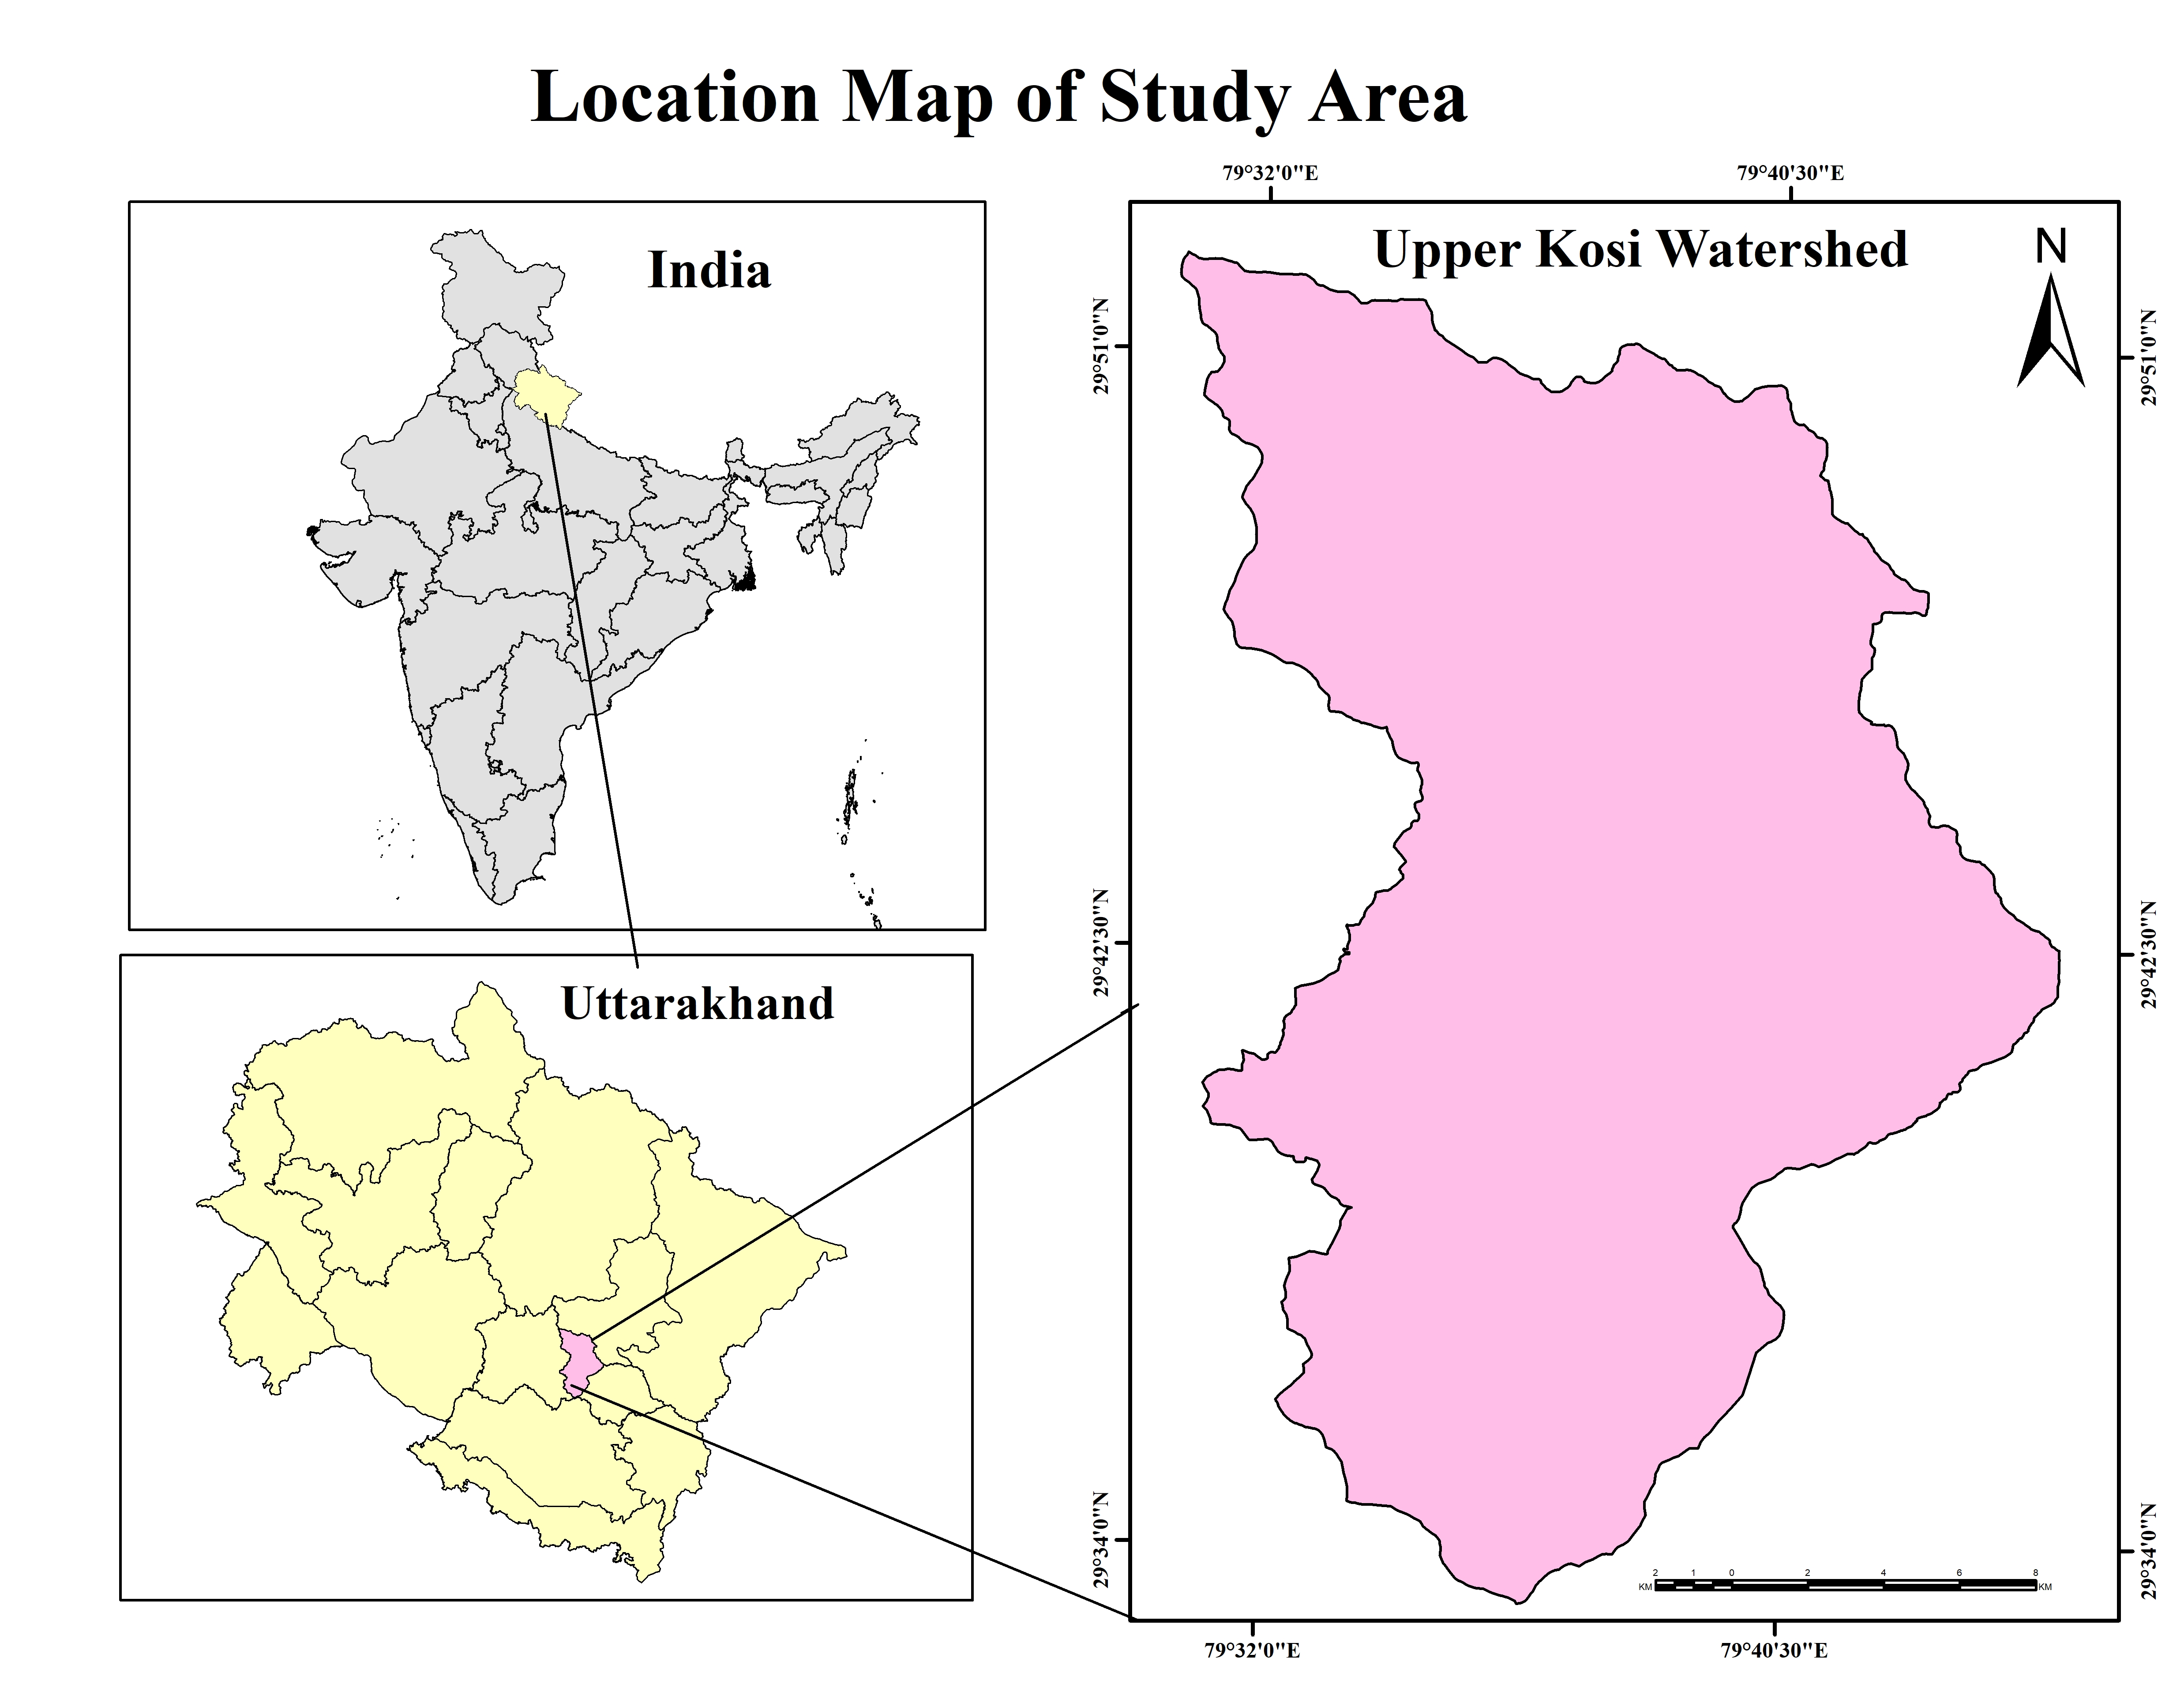 Location Map of Study Area
India
Uttarakhand
79°32'0"E 79°40'30"E
Upper Kosi Watershed
N
29°51'0"N
29°51'0"N
29°42'30"N
29°42'30"N
29°34'0"N
29°34'0"N
2 1 0 2 4 6 8
KM KM
79°32'0"E 79°40'30"E